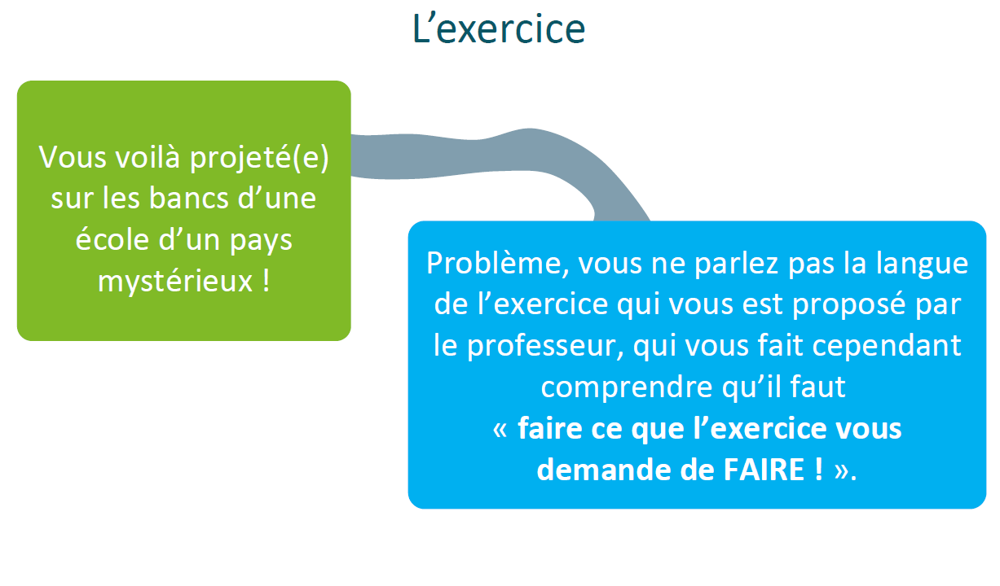 L’exercice
Vous voilà projeté(e)
sur les bancs d’une
école d’un pays
mystérieux !
Problème, vous ne parlez pas la langue
de l’exercice qui vous est proposé par
le professeur, qui vous fait cependant
comprendre qu’il faut
« faire ce que l’exercice vous
demande de FAIRE ! ».